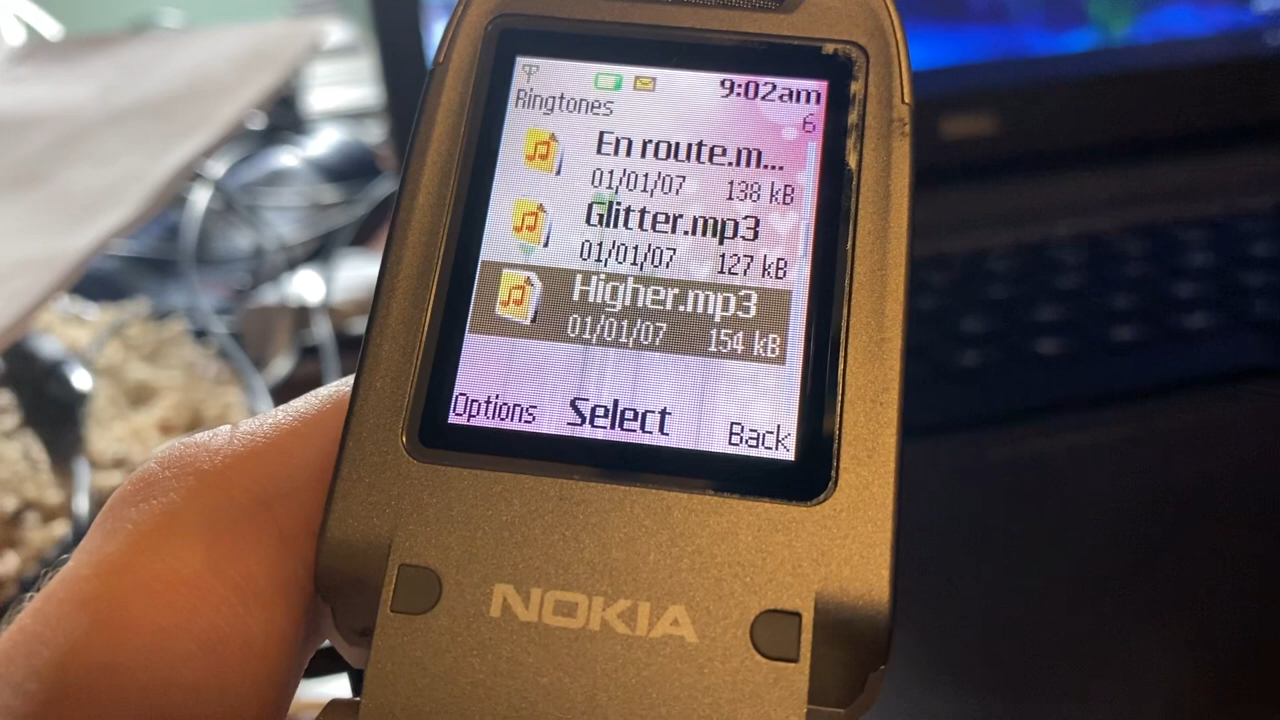 9:02am
Ringtones
6
En route.m...
01/01/07 138 kB
Glitter.mp3
01/01/07 127 kB
Higher.mp3
01/01/07 154 kB
Options Select Back
NOKIA